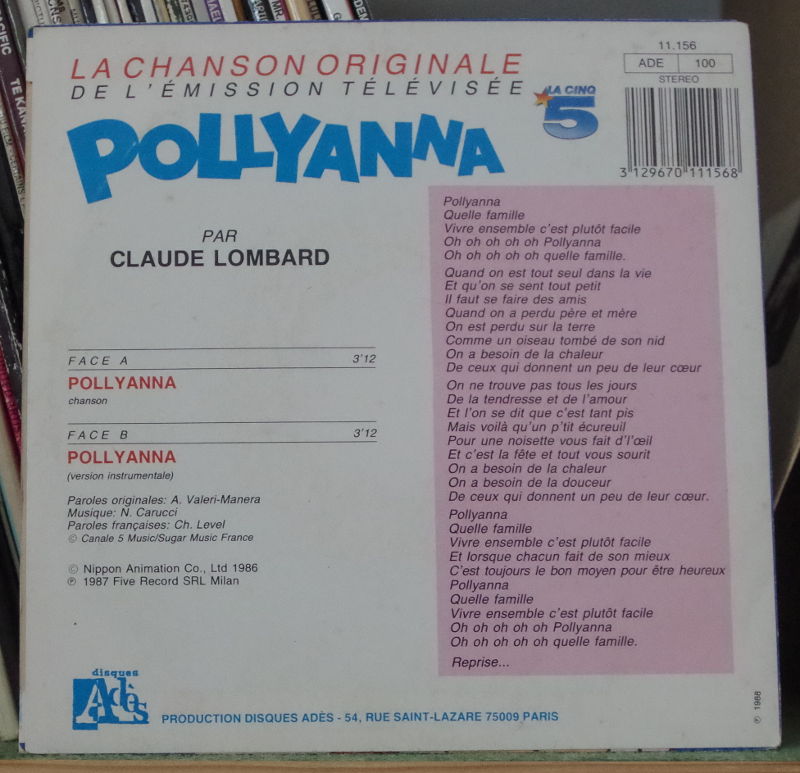 LA CHANSON ORIGINALE
DE L'ÉMISSION TÉLÉVISÉE
LA CINQ
5
POLLYANNA
11.156
ADE 100
STEREO
3 129670 111568
PAR
CLAUDE LOMBARD
FACE A 3'12
POLLYANNA
chanson
FACE B 3'12
POLLYANNA
(version instrumentale)
Paroles originales: A. Valeri-Manera
Musique: N. Carucci
Paroles françaises: Ch. Level
© Canale 5 Music/Sugar Music France
© Nippon Animation Co., Ltd 1986
℗ 1987 Five Record SRL Milan
Pollyanna
Quelle famille
Vivre ensemble c'est plutôt facile
Oh oh oh oh oh Pollyanna
Oh oh oh oh oh quelle famille.
Quand on est tout seul dans la vie
Et qu'on se sent tout petit
Il faut se faire des amis
Quand on a perdu père et mère
On est perdu sur la terre
Comme un oiseau tombé de son nid
On a besoin de la chaleur
De ceux qui donnent un peu de leur cœur
On ne trouve pas tous les jours
De la tendresse et de l'amour
Et l'on se dit que c'est tant pis
Mais voilà qu'un p'tit écureuil
Pour une noisette vous fait d'l'œil
Et c'est la fête et tout vous sourit
On a besoin de la chaleur
On a besoin de la douceur
De ceux qui donnent un peu de leur cœur.
Pollyanna
Quelle famille
Vivre ensemble c'est plutôt facile
Et lorsque chacun fait de son mieux
C'est toujours le bon moyen pour être heureux
Pollyanna
Quelle famille
Vivre ensemble c'est plutôt facile
Oh oh oh oh oh Pollyanna
Oh oh oh oh oh quelle famille.
Reprise...
disques
Adès
PRODUCTION DISQUES ADÈS - 54, RUE SAINT-LAZARE 75009 PARIS
℗ 1988